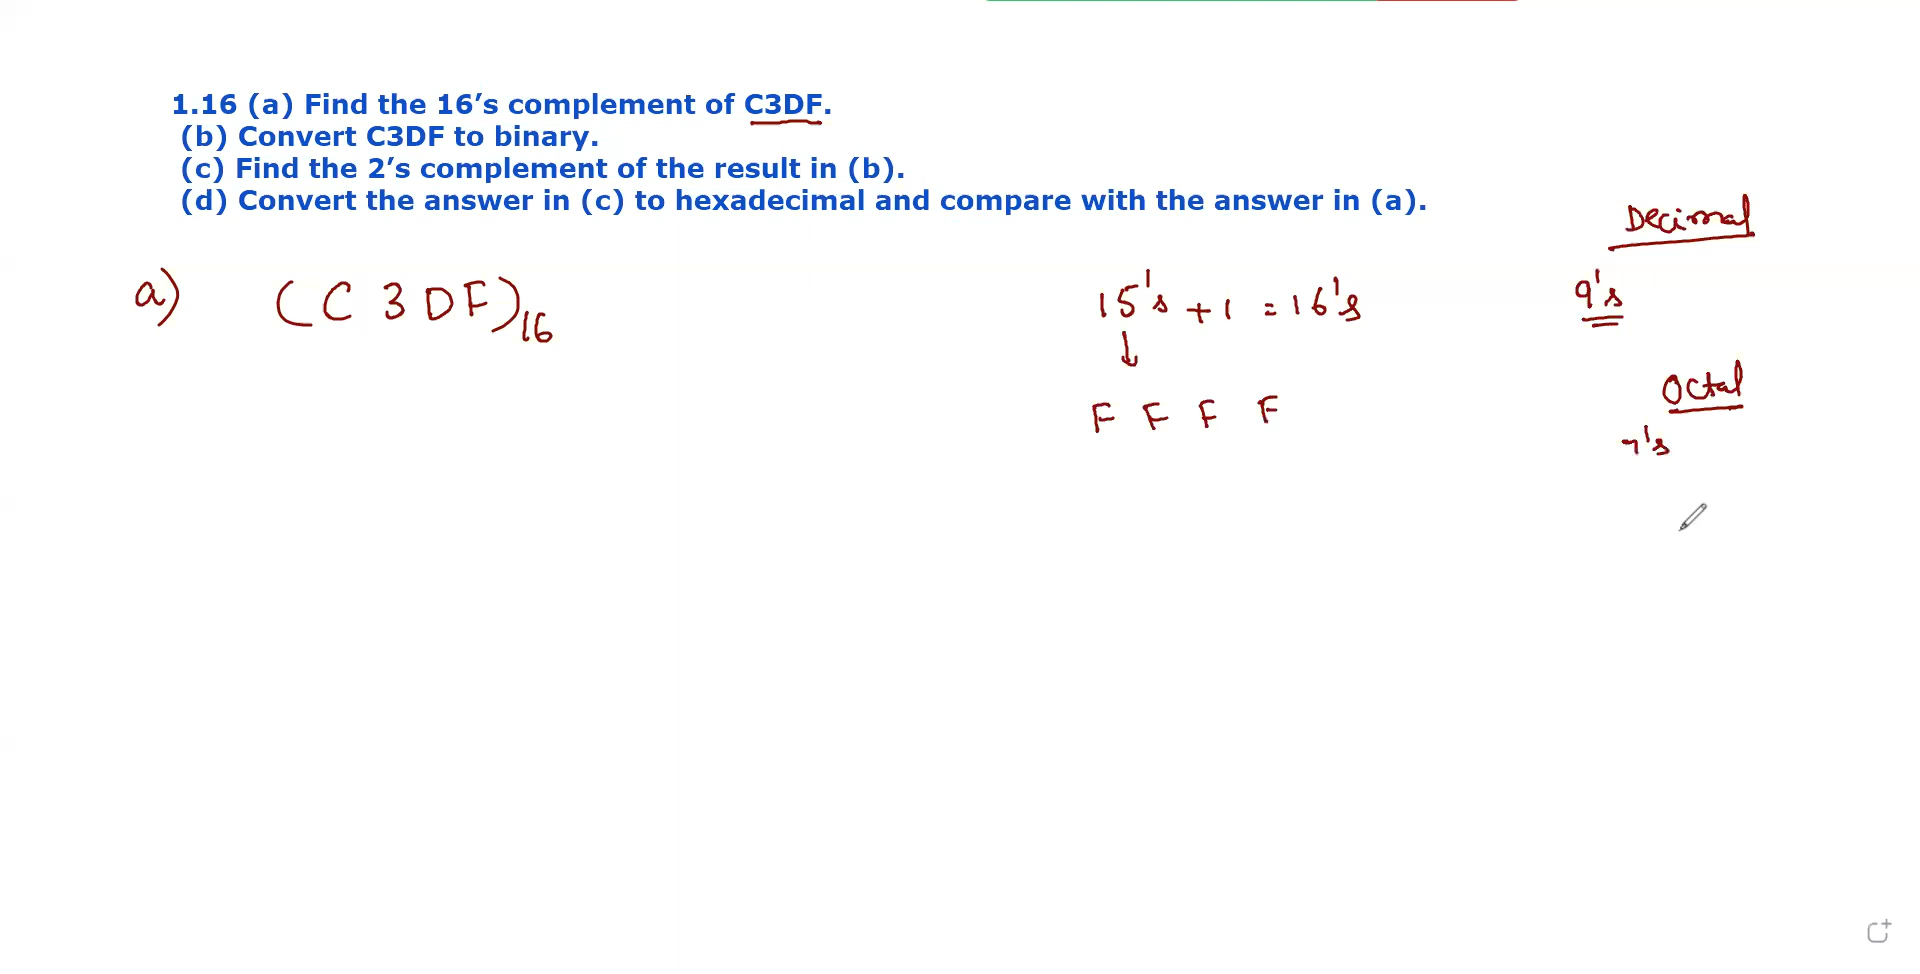 1.16 (a) Find the 16’s complement of C3DF.
(b) Convert C3DF to binary.
(c) Find the 2’s complement of the result in (b).
(d) Convert the answer in (c) to hexadecimal and compare with the answer in (a).
Decimal
a) (C3DF)16
15's + 1 = 16's
9's
F F F F
Octal
7's